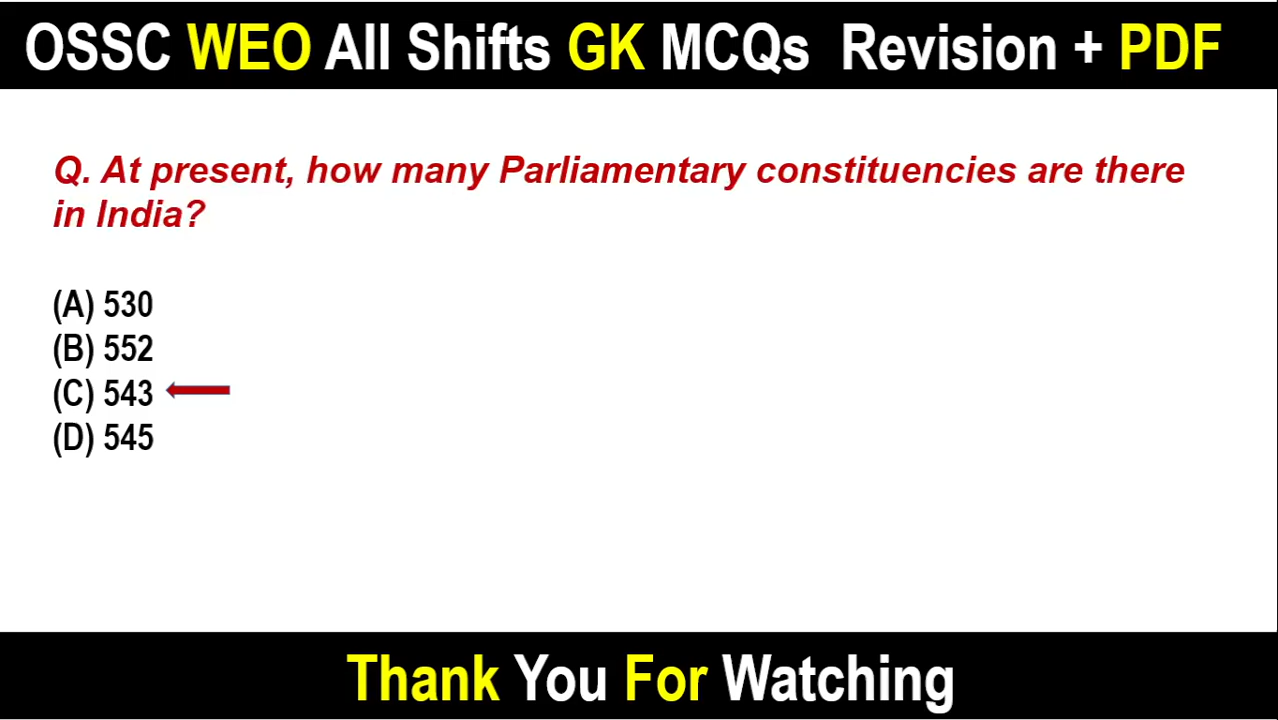 OSSC WEO All Shifts GK MCQs Revision + PDF
Q. At present, how many Parliamentary constituencies are there
in India?
(A) 530
(B) 552
(C) 543
(D) 545
Thank You For Watching